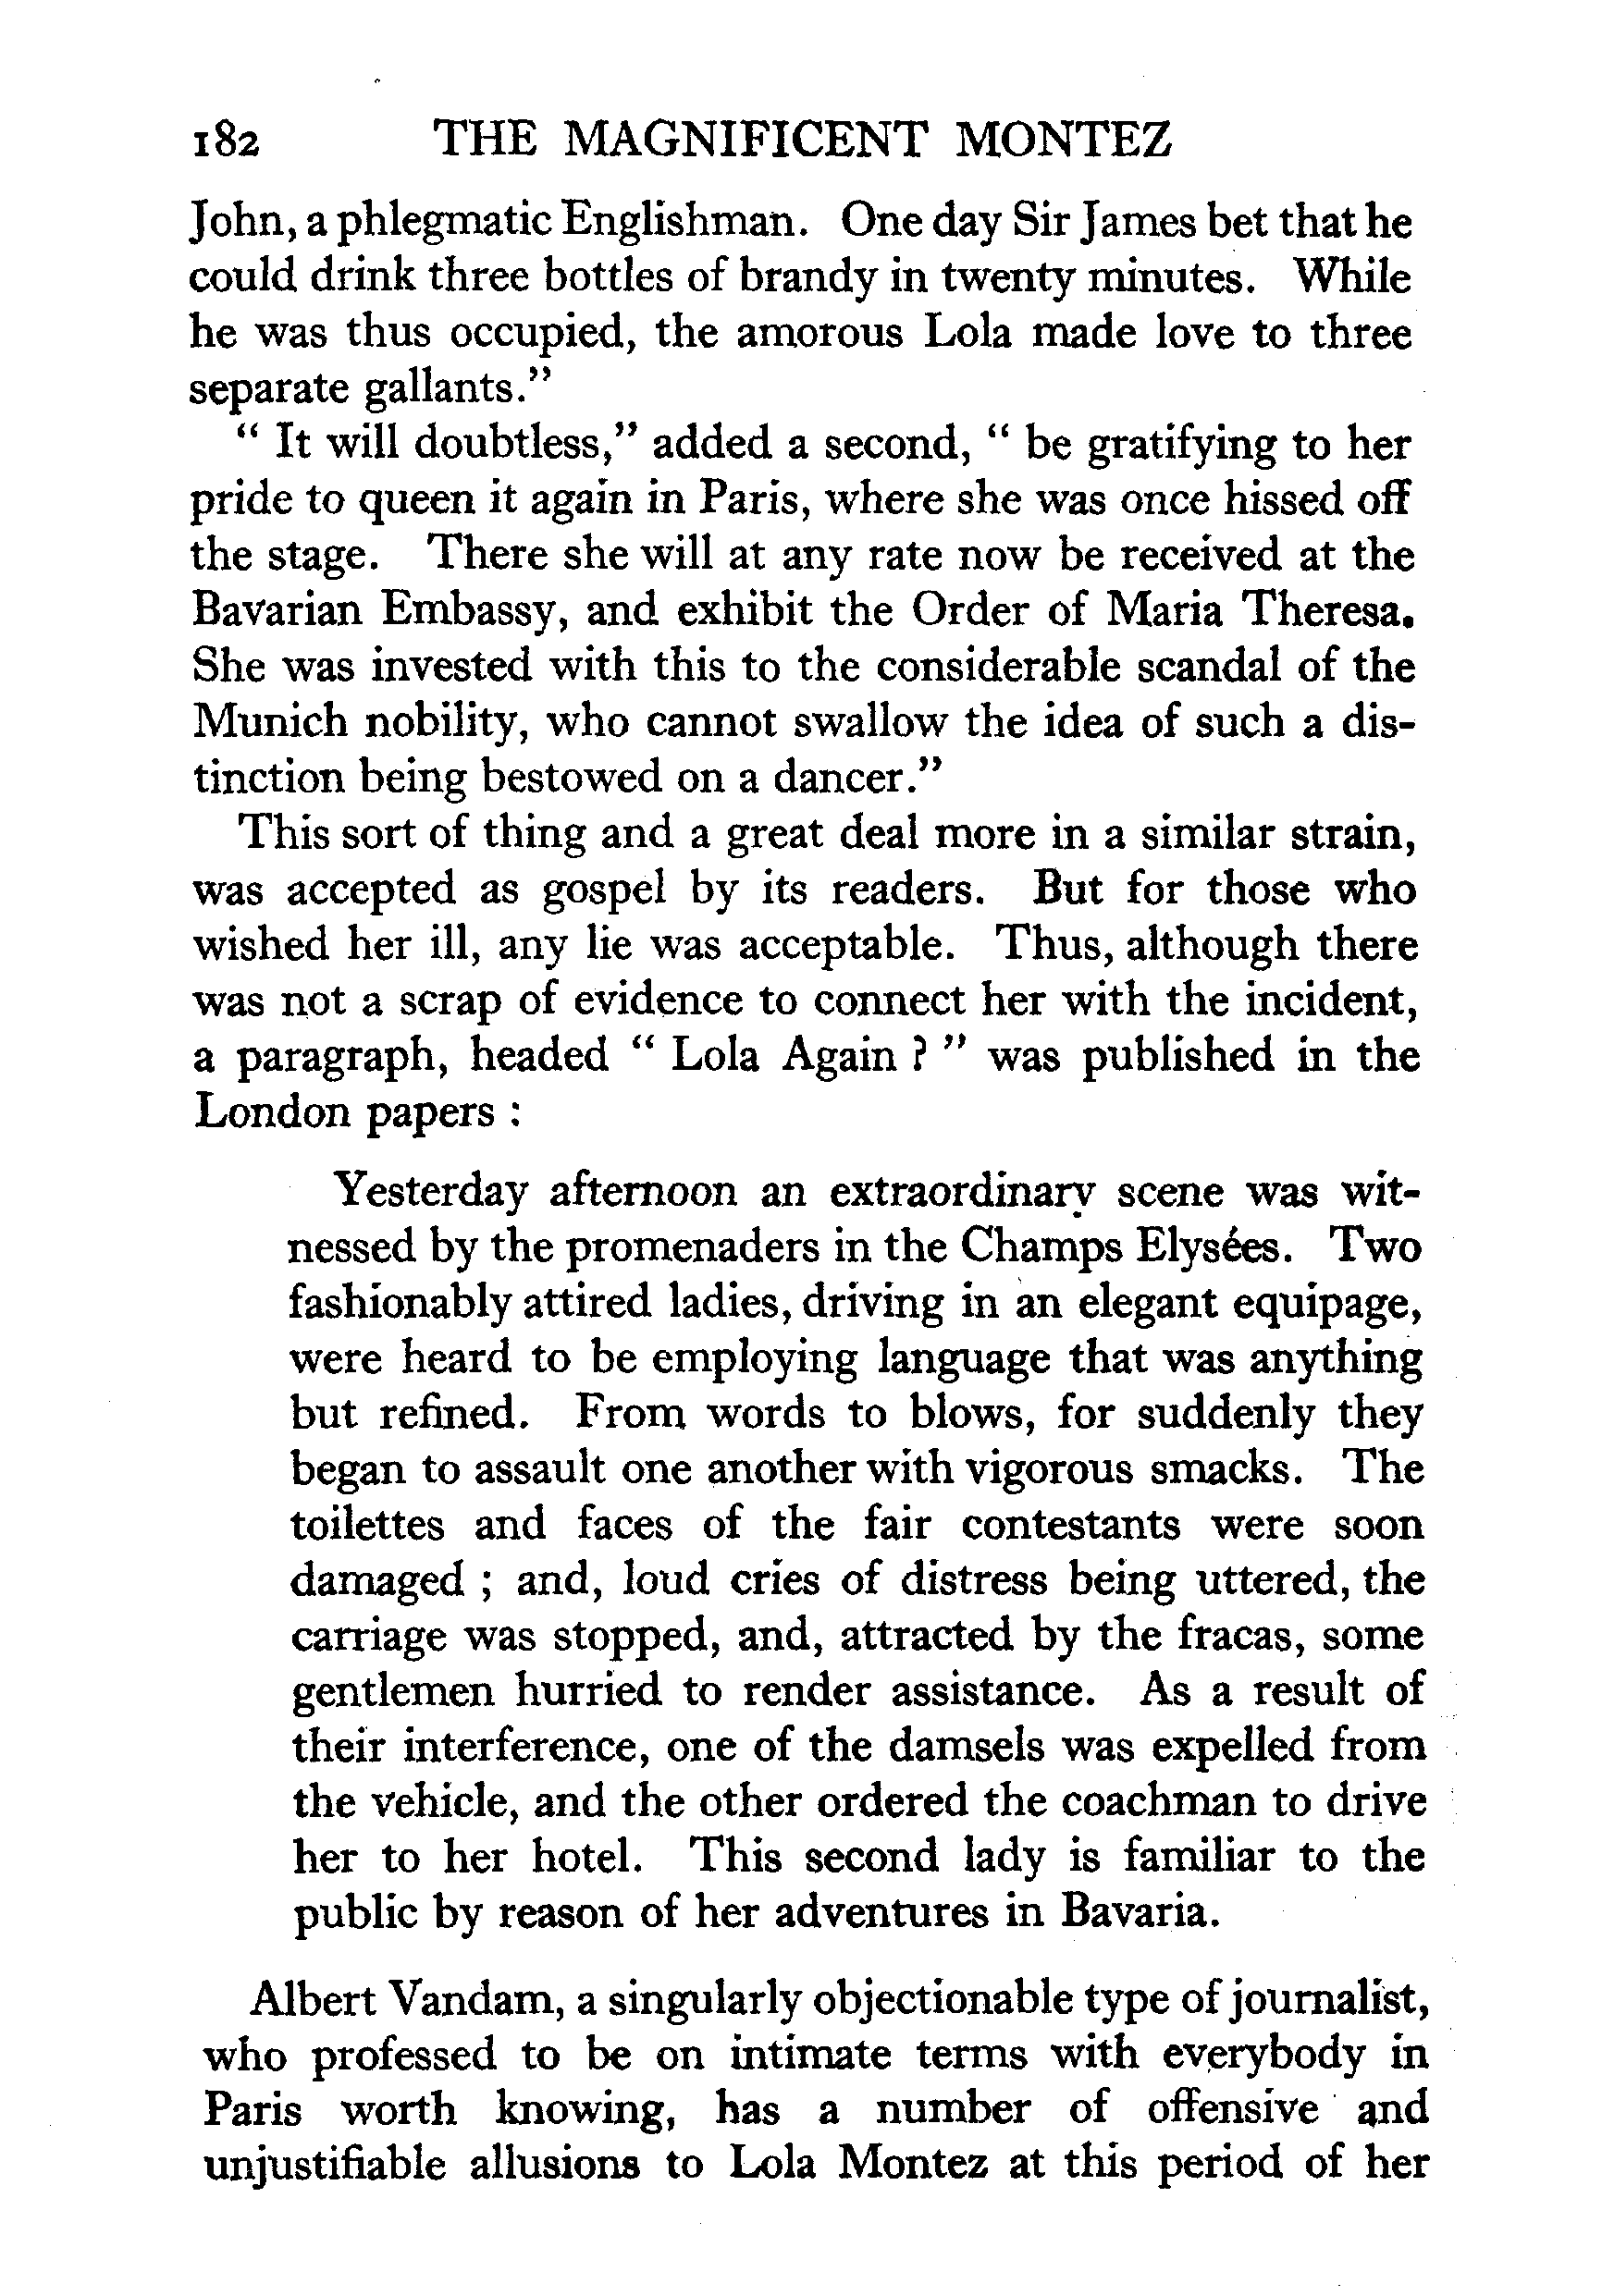 182 THE MAGNIFICENT MONTEZ
John, a phlegmatic Englishman. One day Sir James bet that he
could drink three bottles of brandy in twenty minutes. While
he was thus occupied, the amorous Lola made love to three
separate gallants.”
“ It will doubtless,” added a second, “ be gratifying to her
pride to queen it again in Paris, where she was once hissed off
the stage. There she will at any rate now be received at the
Bavarian Embassy, and exhibit the Order of Maria Theresa.
She was invested with this to the considerable scandal of the
Munich nobility, who cannot swallow the idea of such a dis-
tinction being bestowed on a dancer.”
This sort of thing and a great deal more in a similar strain,
was accepted as gospel by its readers. But for those who
wished her ill, any lie was acceptable. Thus, although there
was not a scrap of evidence to connect her with the incident,
a paragraph, headed “ Lola Again ? ” was published in the
London papers :
Yesterday afternoon an extraordinary scene was wit-
nessed by the promenaders in the Champs Elysées. Two
fashionably attired ladies, driving in an elegant equipage,
were heard to be employing language that was anything
but refined. From words to blows, for suddenly they
began to assault one another with vigorous smacks. The
toilettes and faces of the fair contestants were soon
damaged ; and, loud cries of distress being uttered, the
carriage was stopped, and, attracted by the fracas, some
gentlemen hurried to render assistance. As a result of
their interference, one of the damsels was expelled from
the vehicle, and the other ordered the coachman to drive
her to her hotel. This second lady is familiar to the
public by reason of her adventures in Bavaria.
Albert Vandam, a singularly objectionable type of journalist,
who professed to be on intimate terms with everybody in
Paris worth knowing, has a number of offensive and
unjustifiable allusions to Lola Montez at this period of her